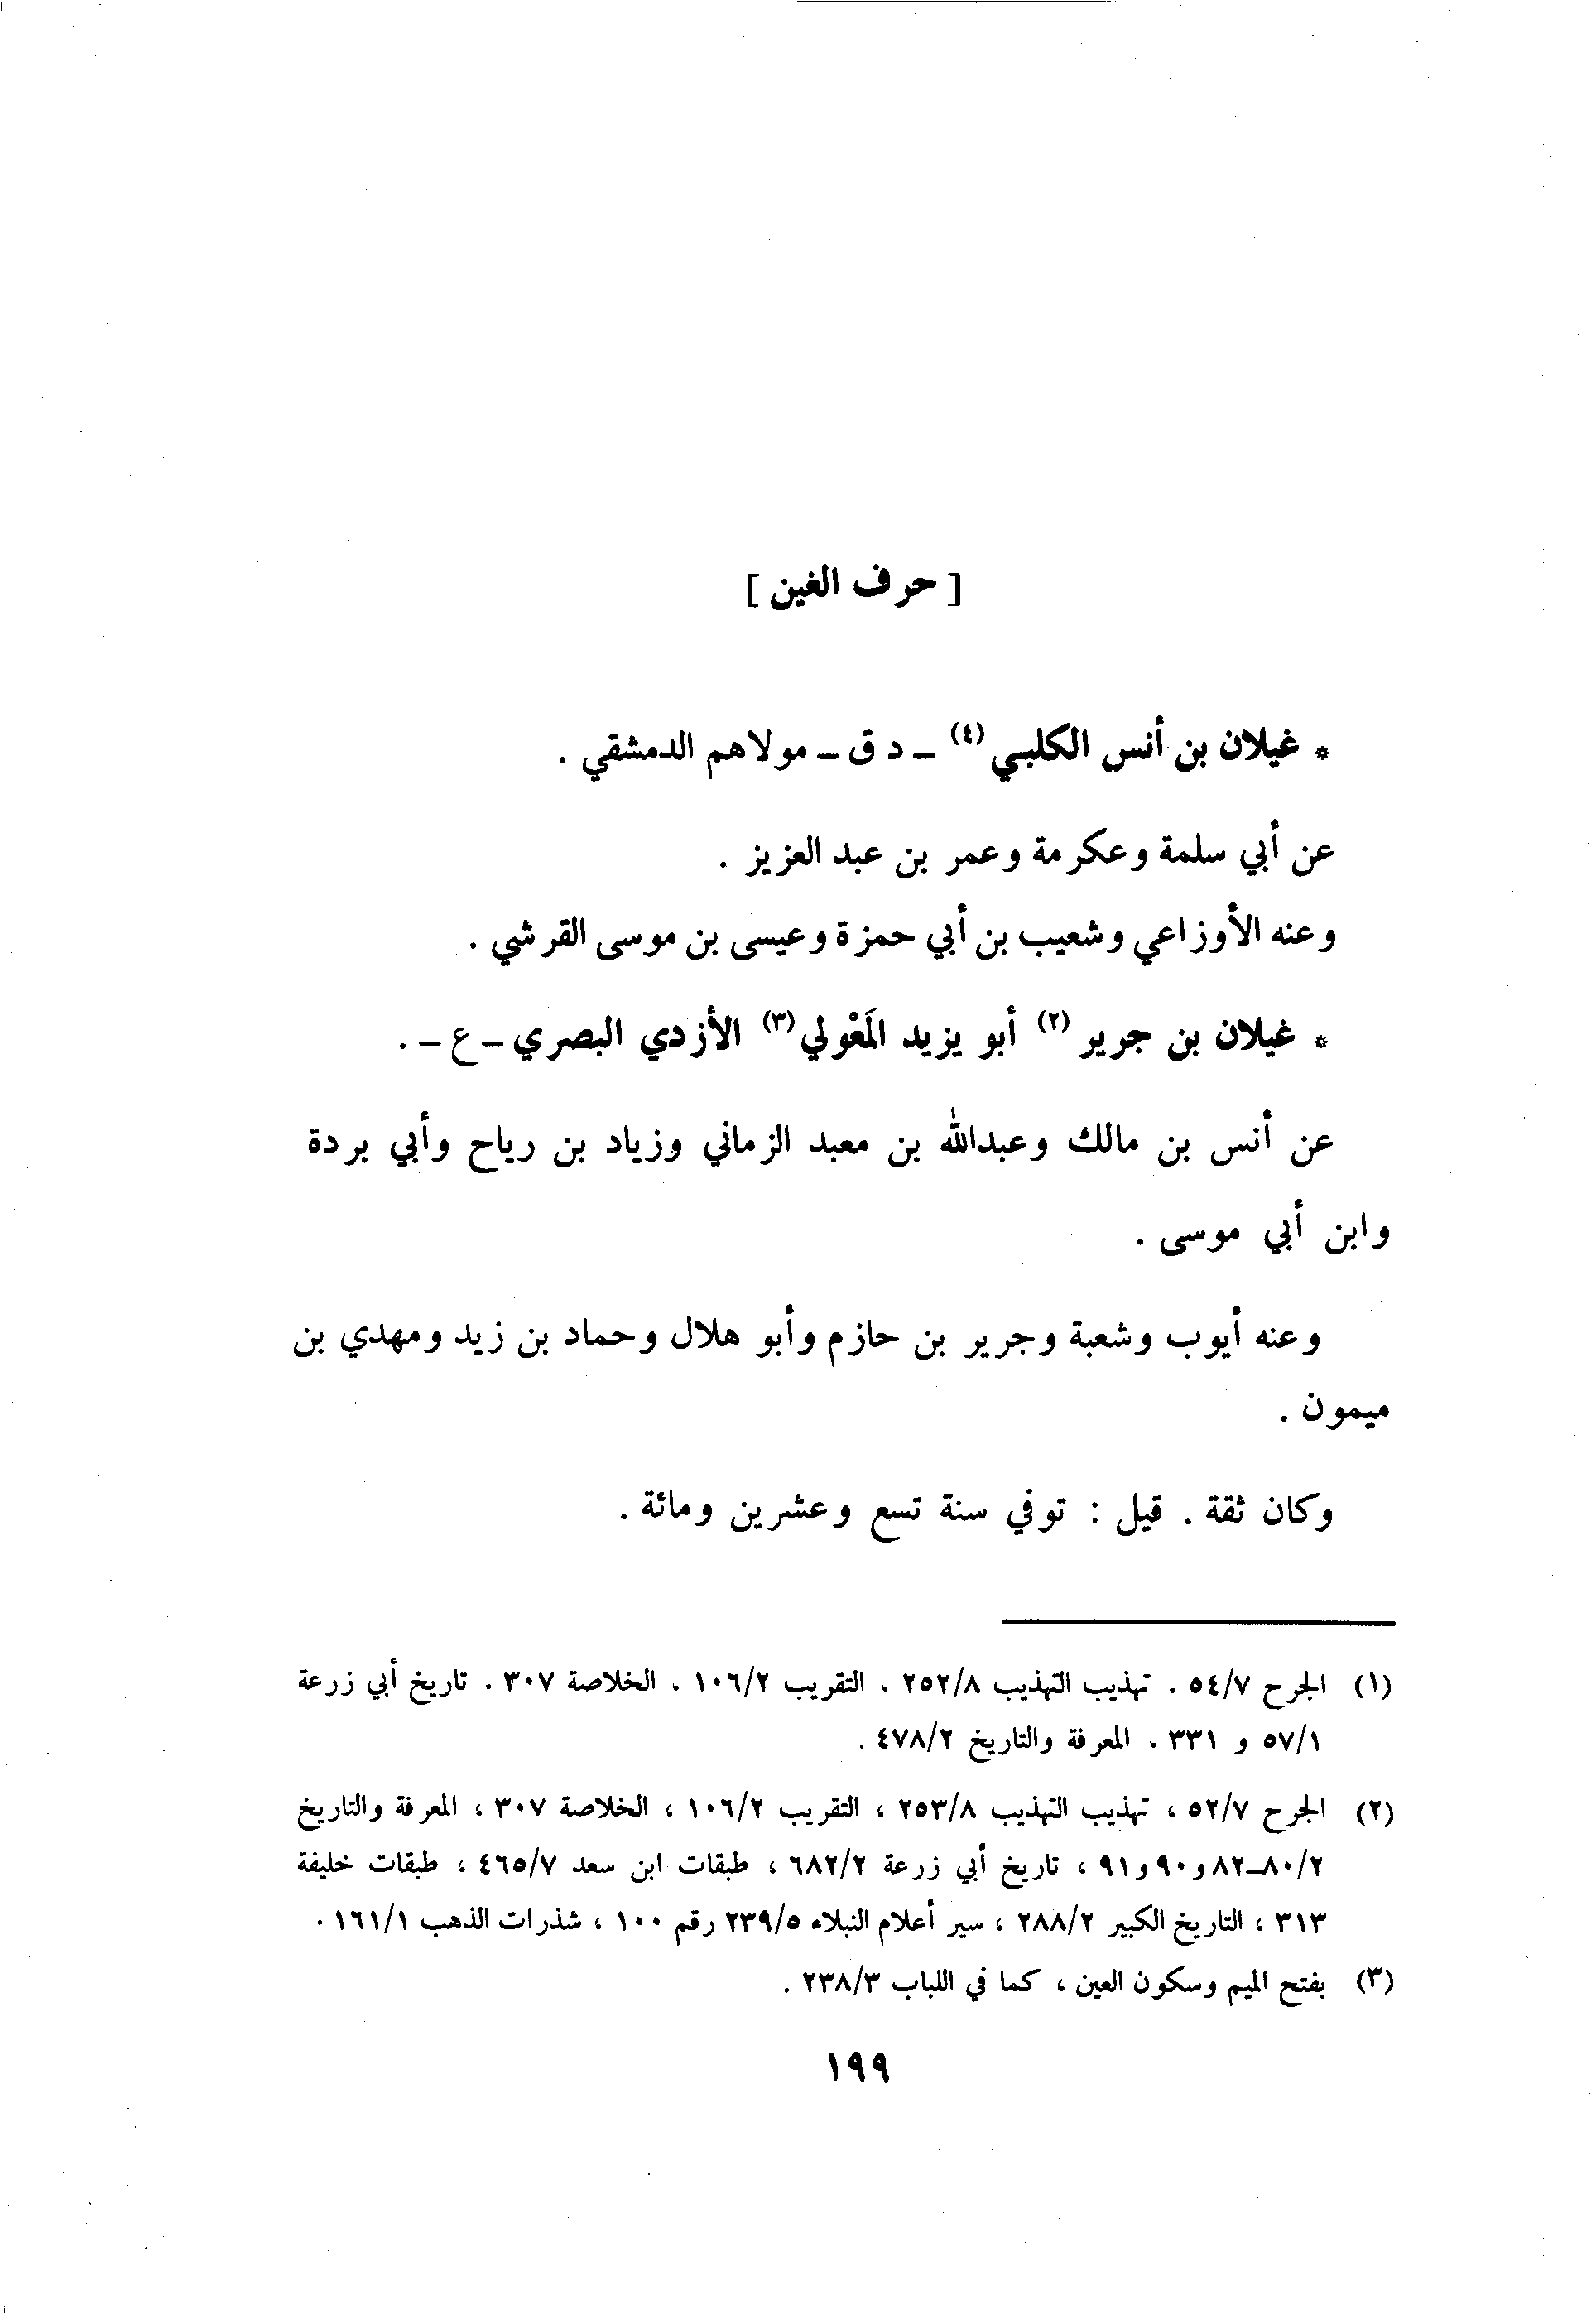 [ حرف الغين ]
* غيلان بن أنس الكلبي (٤) ـ د ق ـ مولاهم الدمشقي .
عن أبي سلمة وعكرمة وعمر بن عبد العزيز .
وعنه الأوزاعي وشعيب بن أبي حمزة وعيسى بن موسى القرشي .
* غيلان بن جرير (٢) أبو يزيد المَعْولي (٣) الأزدي البصري ـ ع ـ .
عن أنس بن مالك وعبدالله بن معبد الزماني وزياد بن رياح وأبي بردة
وابن أبي موسى .
وعنه أيوب وشعبة وجرير بن حازم وأبو هلال وحماد بن زيد ومهدي بن
ميمون .
وكان ثقة . قيل : توفي سنة تسع وعشرين ومائة .
(١) الجرح ٥٤/٧ . تهذيب التهذيب ٢٥٢/٨ . التقريب ١٠٦/٢ . الخلاصة ٣٠٧ . تاريخ أبي زرعة
٥٧/١ و ٣٣١ . المعرفة والتاريخ ٤٧٨/٢ .
(٢) الجرح ٥٢/٧ ، تهذيب التهذيب ٢٥٣/٨ ، التقريب ١٠٦/٢ ، الخلاصة ٣٠٧ ، المعرفة والتاريخ
٨٠/٢ـ٨٢ و٩٠ و٩١ ، تاريخ أبي زرعة ٦٨٢/٢ ، طبقات ابن سعد ٤٦٥/٧ ، طبقات خليفة
٣١٣ ، التاريخ الكبير ٢٨٨/٢ ، سير أعلام النبلاء ٢٣٩/٥ رقم ١٠٠ ، شذرات الذهب ١٦١/١ .
(٣) بفتح الميم وسكون العين ، كما في اللباب ٢٣٨/٣ .
١٩٩